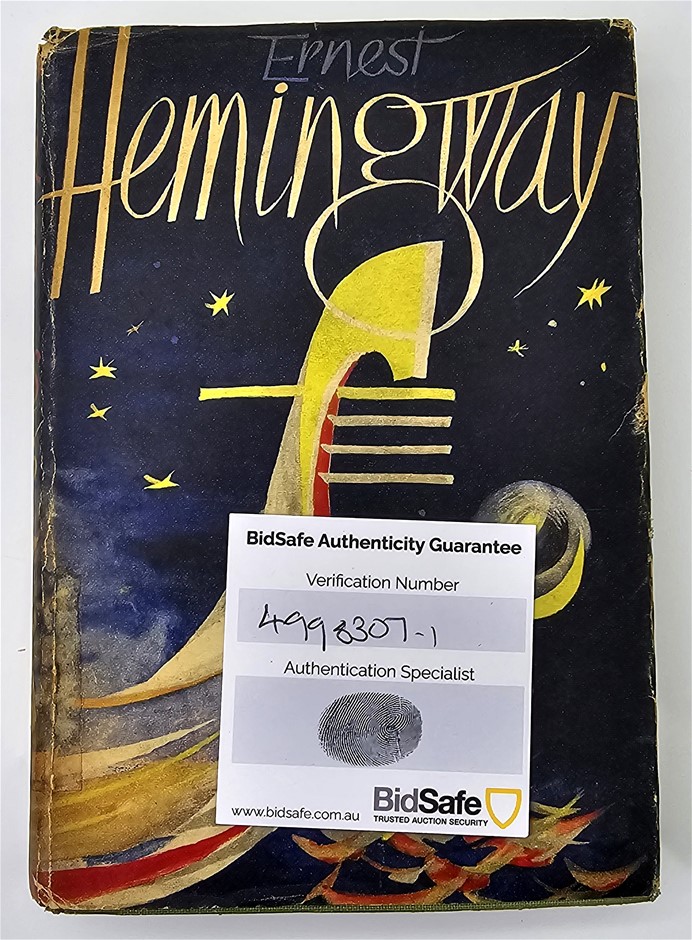 Ernest
Hemingway
BidSafe Authenticity Guarantee
Verification Number
4998307-1
Authentication Specialist
www.bidsafe.com.au
BidSafe
TRUSTED AUCTION SECURITY